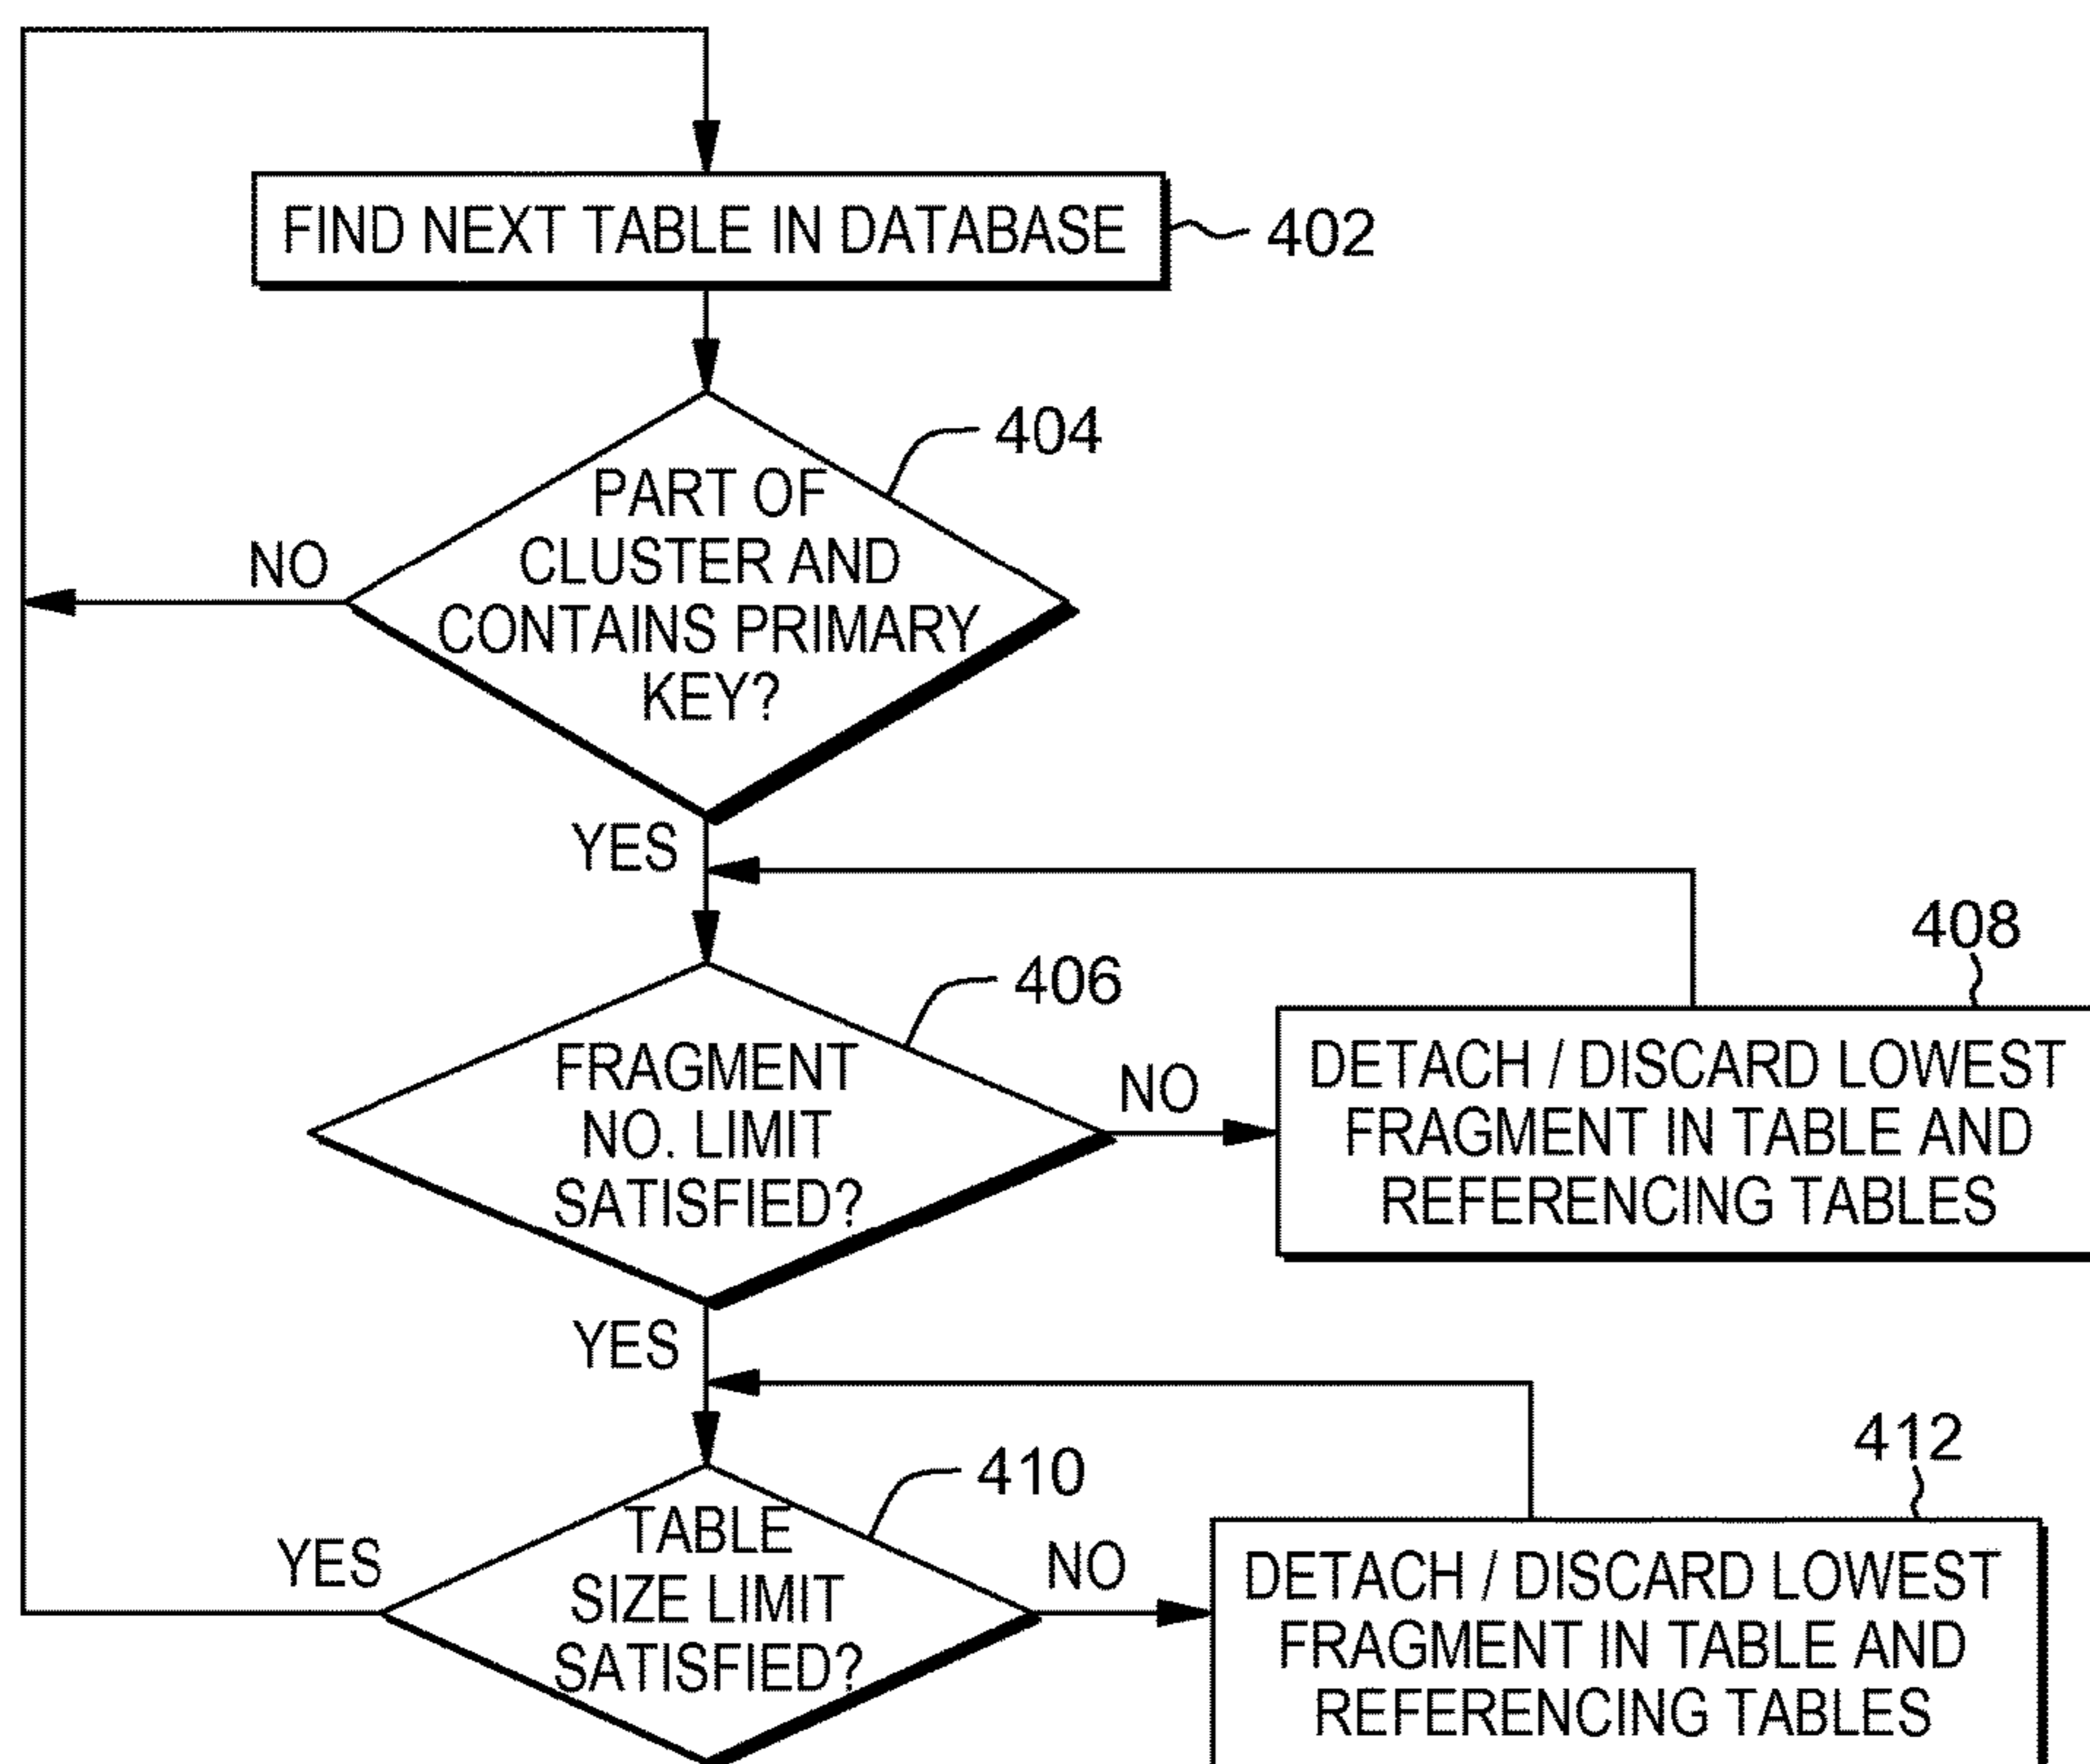 FIND NEXT TABLE IN DATABASE
402
404
PART OF
CLUSTER AND
CONTAINS PRIMARY
KEY?
NO
YES
406
408
FRAGMENT
NO. LIMIT
SATISFIED?
NO
DETACH / DISCARD LOWEST
FRAGMENT IN TABLE AND
REFERENCING TABLES
YES
410
412
TABLE
SIZE LIMIT
SATISFIED?
YES
NO
DETACH / DISCARD LOWEST
FRAGMENT IN TABLE AND
REFERENCING TABLES